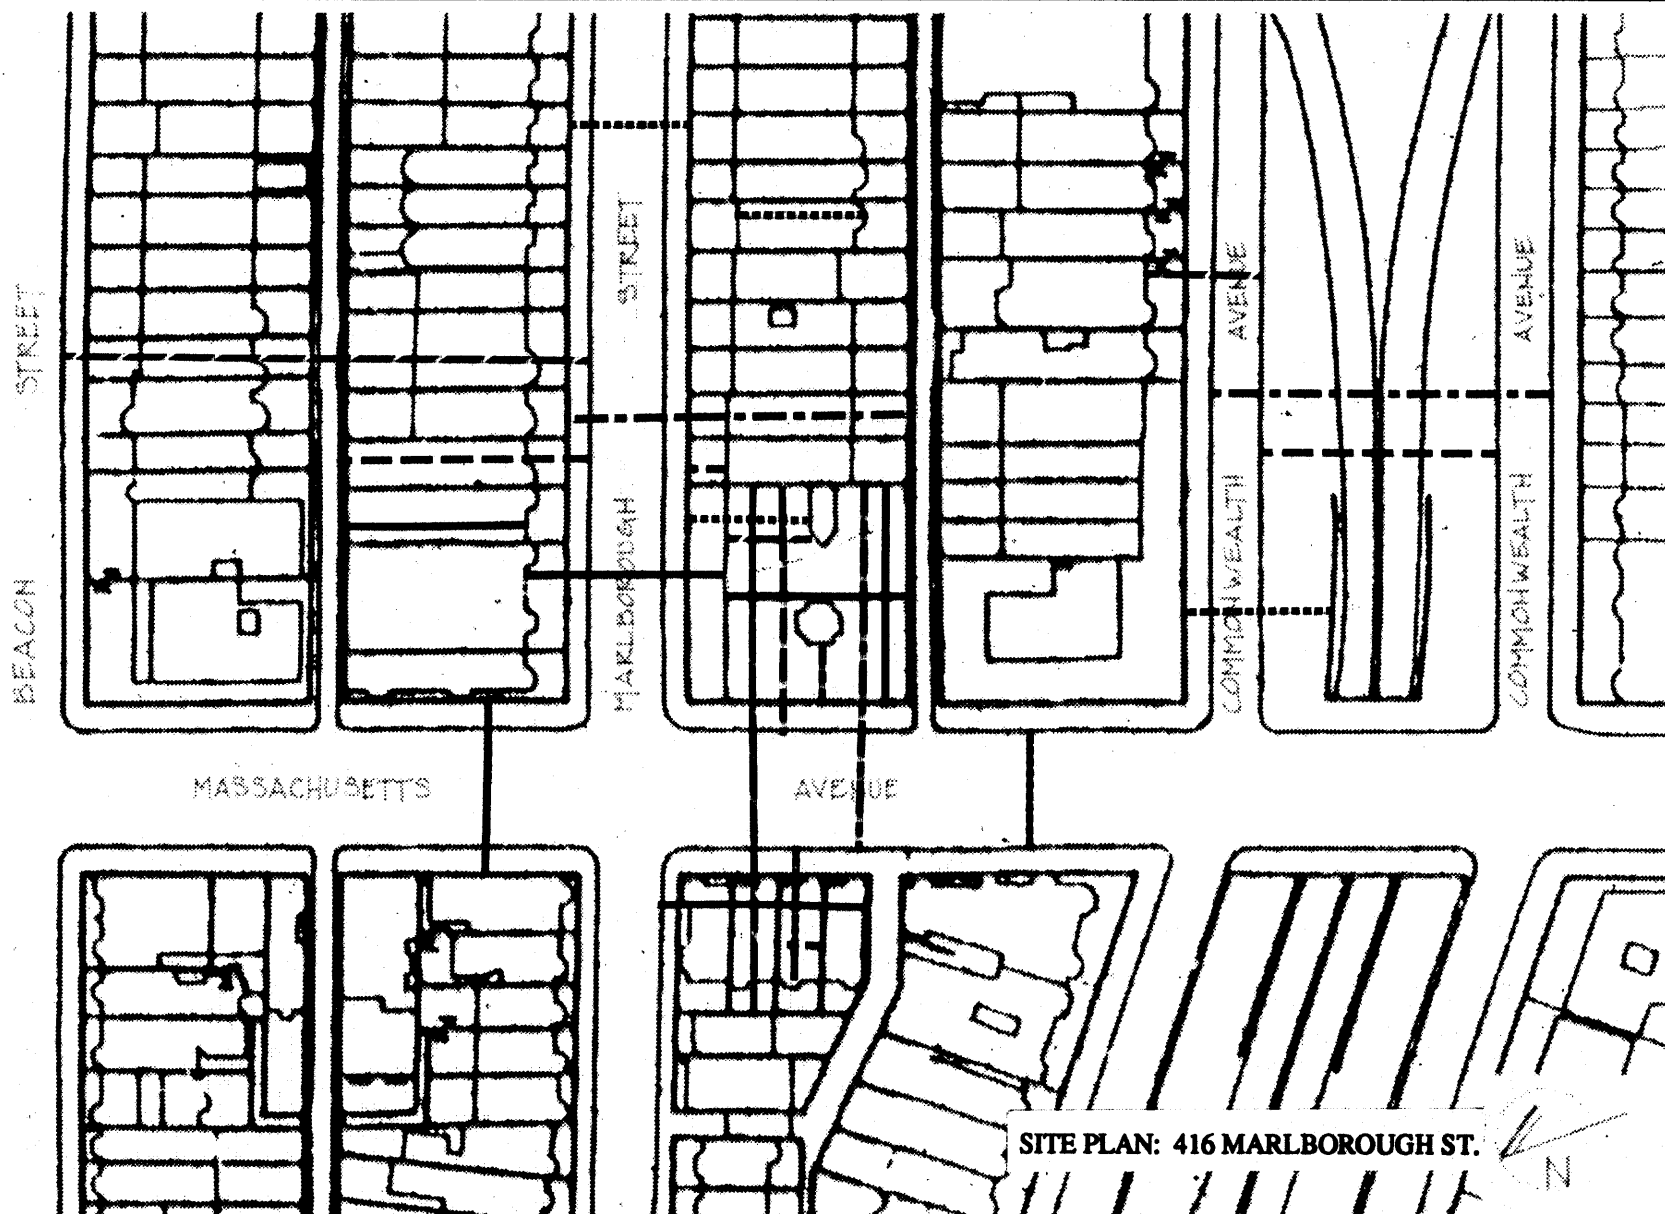 BEACON STREET
MARLBOROUGH STREET
COMMONWEALTH AVENUE
COMMONWEALTH AVENUE
MASSACHUSETTS AVENUE
SITE PLAN: 416 MARLBOROUGH ST.
N